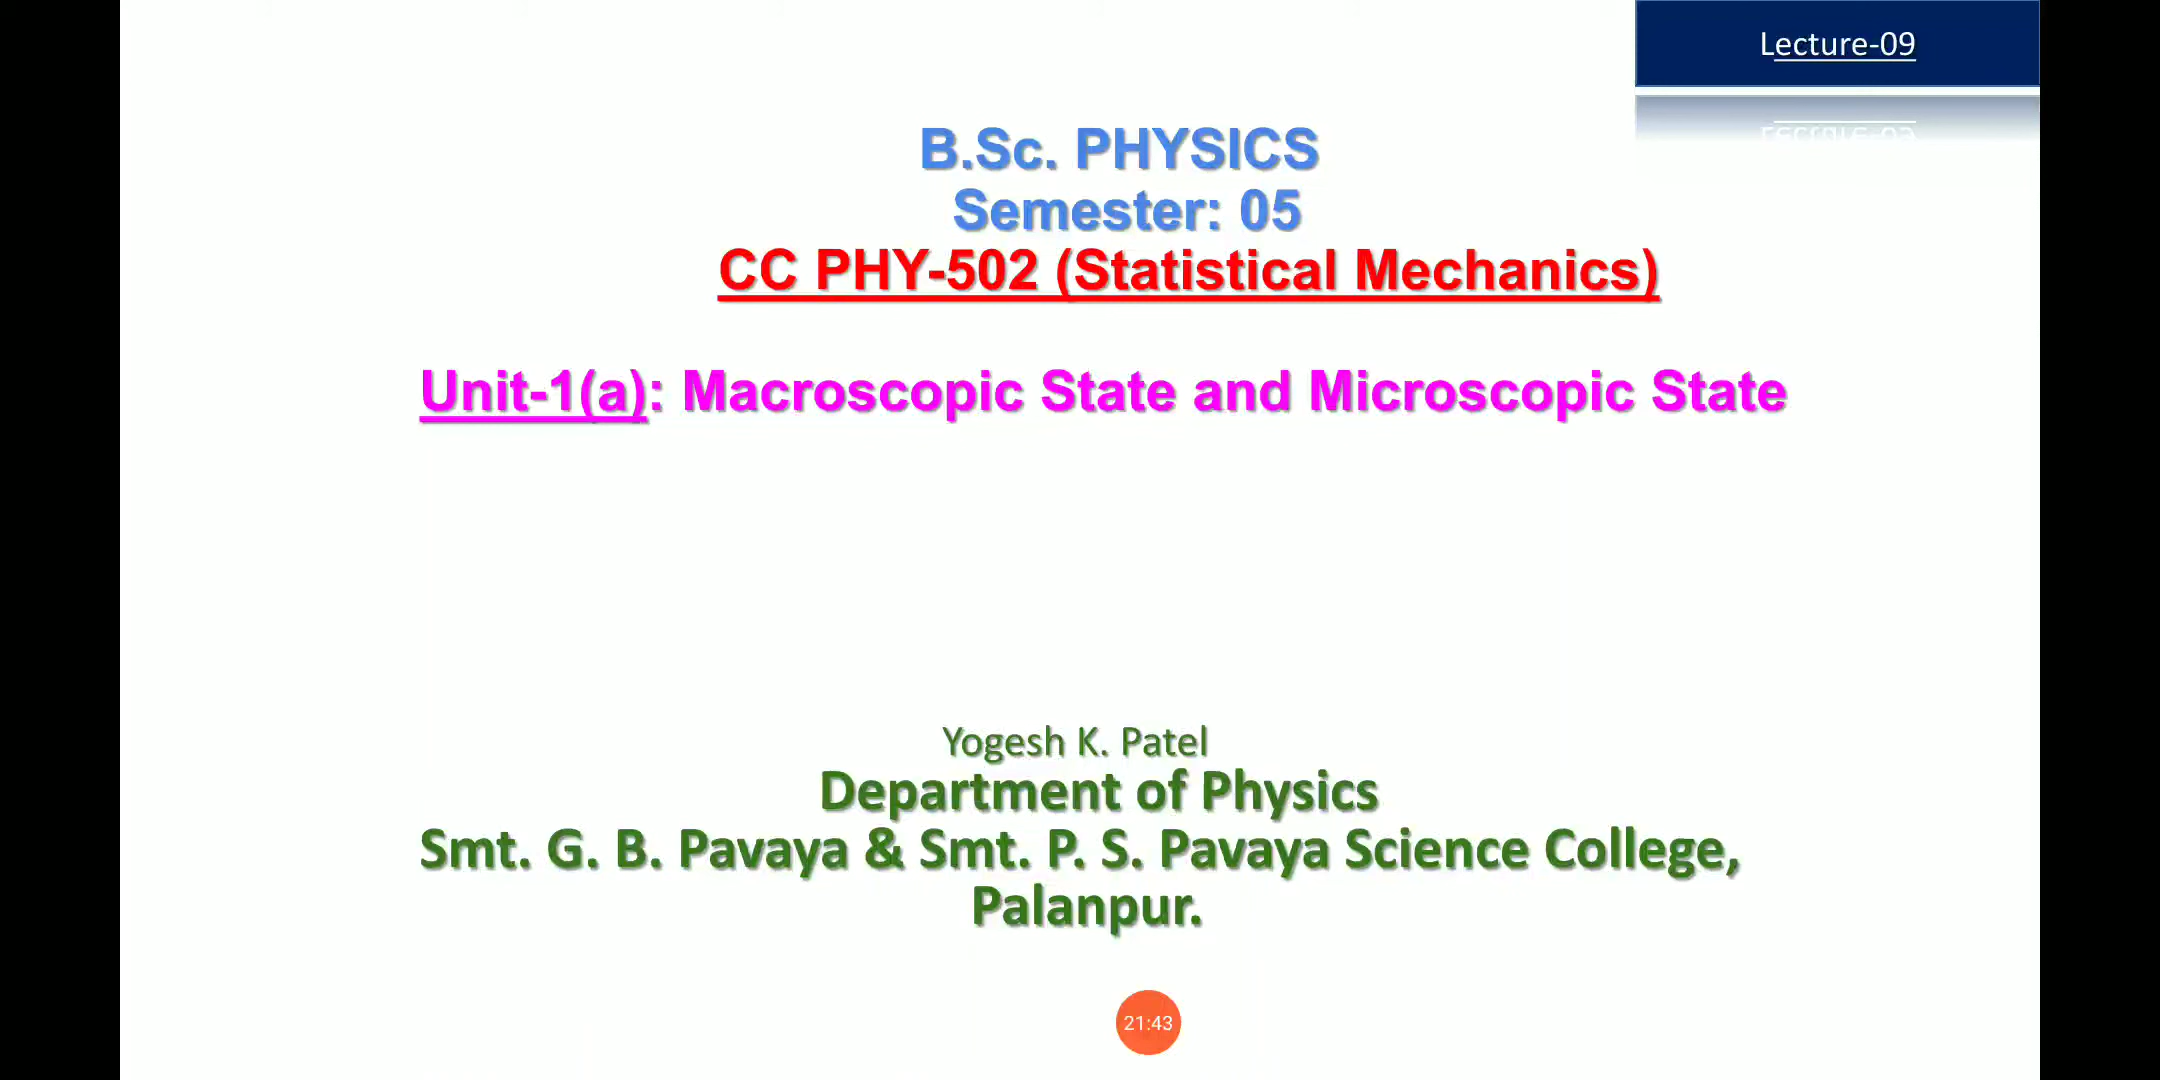 Lecture-09
B.Sc. PHYSICS
Semester: 05
CC PHY-502 (Statistical Mechanics)
Unit-1(a): Macroscopic State and Microscopic State
Yogesh K. Patel
Department of Physics
Smt. G. B. Pavaya & Smt. P. S. Pavaya Science College,
Palanpur.
21:43